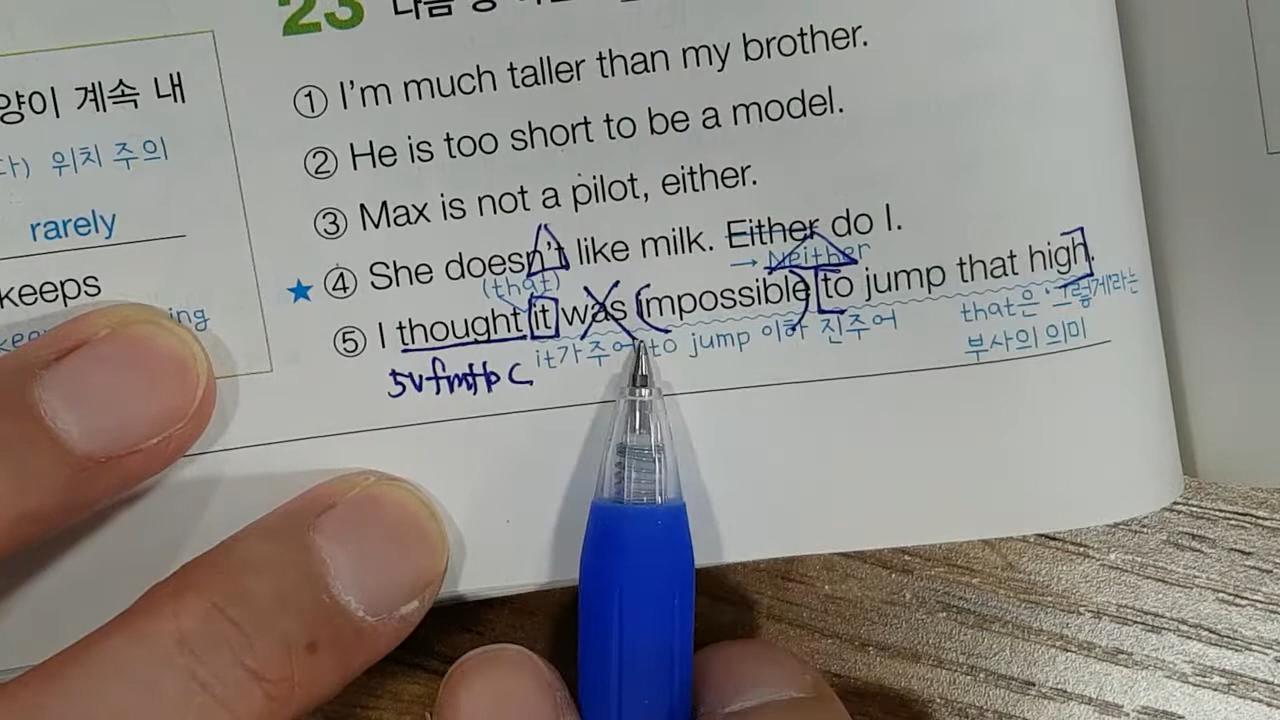 23 다음 중
양이 계속 내
① I'm much taller than my brother.
다) 위치 주의
② He is too short to be a model.
rarely
③ Max is not a pilot, either.
★ ④ She doesn't like milk. Either do I.
→ Neither
keeps
(that)
ing
⑤ I thought it was impossible to jump that high.
it가주어 to jump 이하 진주어
that은 '그렇게'라는
부사의 의미